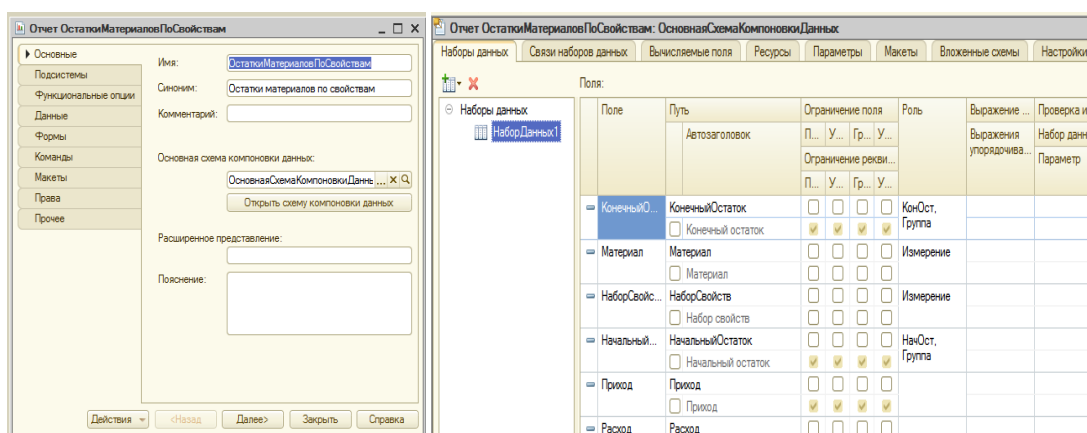 Отчет ОстаткиМатериаловПоСвойствам
Основные
Подсистемы
Функциональные опции
Данные
Формы
Команды
Макеты
Права
Прочее
Имя:
ОстаткиМатериаловПоСвойствам
Синоним:
Остатки материалов по свойствам
Комментарий:
Основная схема компоновки данных:
ОсновнаяСхемаКомпоновкиДанны ...
Открыть схему компоновки данных
Расширенное представление:
Пояснение:
Действия
<Назад
Далее>
Закрыть
Справка
Отчет ОстаткиМатериаловПоСвойствам: ОсновнаяСхемаКомпоновкиДанных
Наборы данных Связи наборов данных Вычисляемые поля Ресурсы Параметры Макеты Вложенные схемы Настройки
Наборы данных
НаборДанных1
Поля:
Поле Путь Ограничение поля Роль Выражение ... Проверка и
Автозаголовок П... У... Гр... У... Выражения упорядочива... Набор данн
Ограничение рекви... Параметр
П... У... Гр... У...
КонечныйО... КонечныйОстаток КонОст,
Конечный остаток Группа
Материал Материал Измерение
Материал
НаборСвойс... НаборСвойств Измерение
Набор свойств
Начальный... НачальныйОстаток НачОст,
Начальный остаток Группа
Приход Приход
Приход
Расход Расход